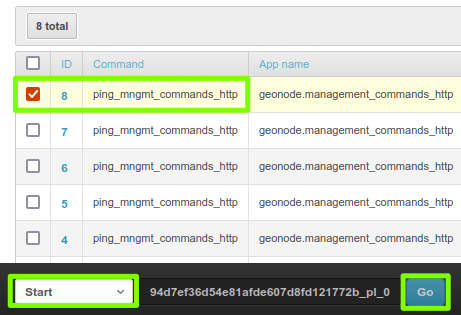 8 total
ID Command App name
8 ping_mngmt_commands_http geonode.management_commands_http
7 ping_mngmt_commands_http geonode.management_commands_http
6 ping_mngmt_commands_http geonode.management_commands_http
5 ping_mngmt_commands_http geonode.management_commands_http
4 ping_mngmt_commands_http geonode.management_commands_http
Start 94d7ef36d54e81afde607d8fd121772b_pl_0 Go